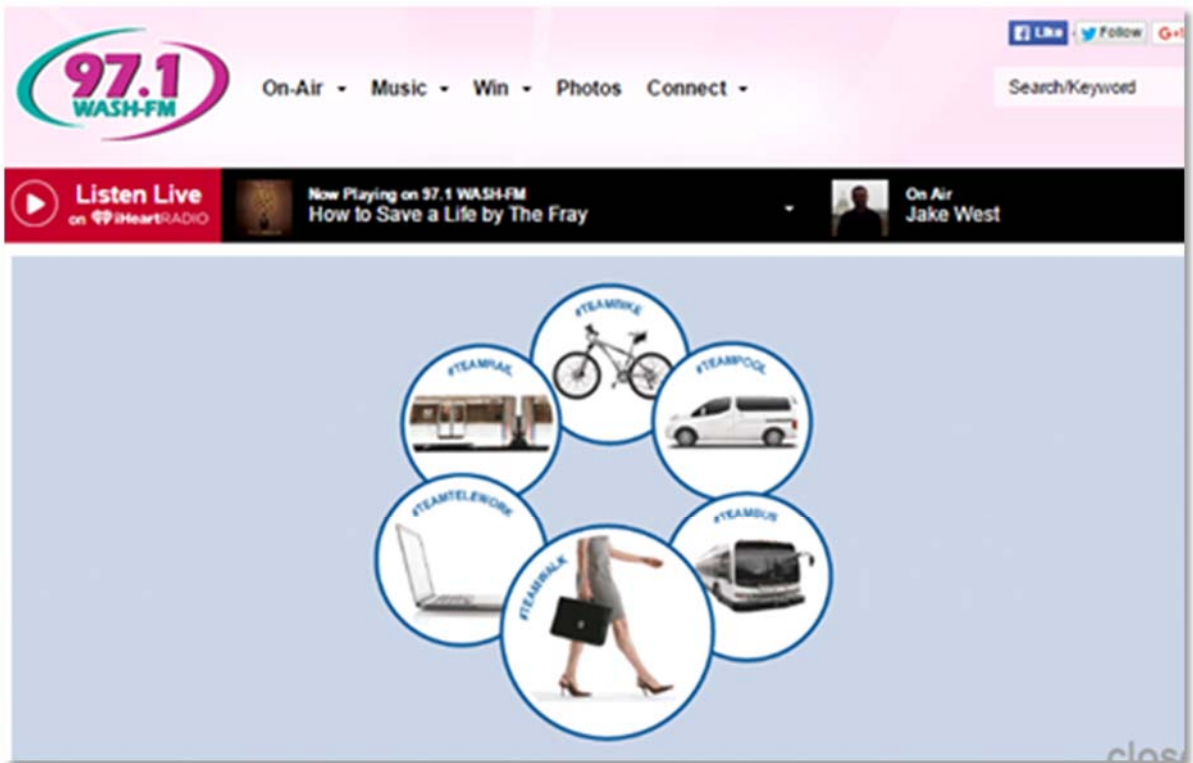 Like
Follow
G+
97.1
WASH-FM
On-Air
Music
Win
Photos
Connect
Search/Keyword
Listen Live
on iHeartRADIO
Now Playing on 97.1 WASH-FM
How to Save a Life by The Fray
On Air
Jake West
#TEAMBIKE
#TEAMRAIL
#TEAMPOOL
#TEAMTELEWORK
#TEAMBUS
#TEAMWALK
close